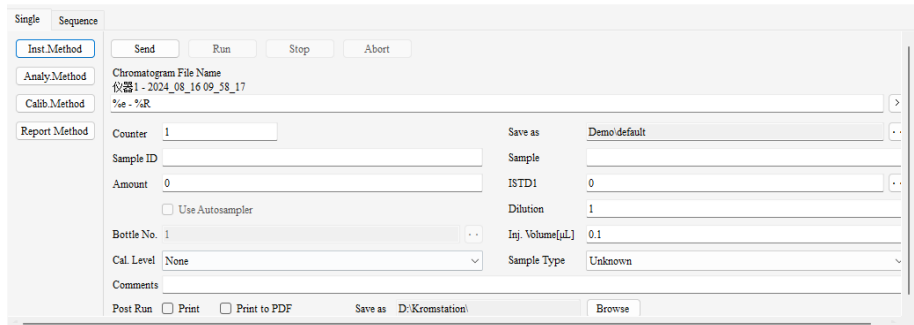 Single Sequence
Inst.Method Send Run Stop Abort
Analy.Method Chromatogram File Name
仪器1 - 2024_08_16 09_58_17
Calib.Method %e - %R >
Report Method Counter 1 Save as Demo\default ..
Sample ID Sample
Amount 0 ISTD1 0 ..
Use Autosampler Dilution 1
Bottle No. 1 .. Inj. Volume[μL] 0.1
Cal. Level None Sample Type Unknown
Comments
Post Run Print Print to PDF Save as D:\Kromstation\ Browse